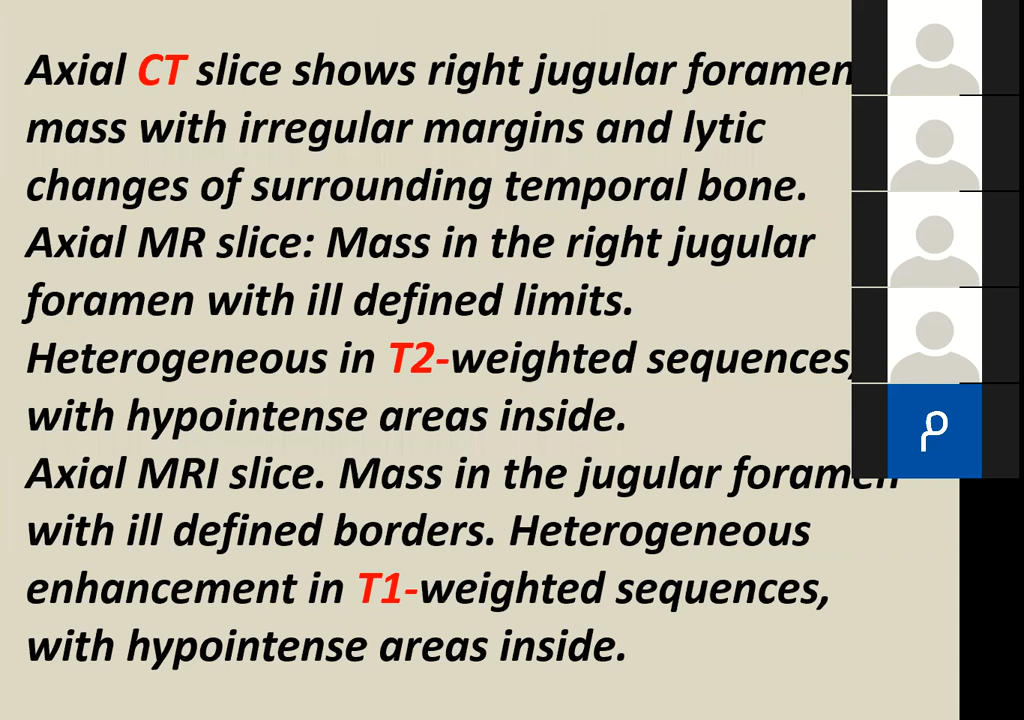 Axial CT slice shows right jugular foramen
mass with irregular margins and lytic
changes of surrounding temporal bone.
Axial MR slice: Mass in the right jugular
foramen with ill defined limits.
Heterogeneous in T2-weighted sequences,
with hypointense areas inside.
Axial MRI slice. Mass in the jugular foramen
with ill defined borders. Heterogeneous
enhancement in T1-weighted sequences,
with hypointense areas inside.
م